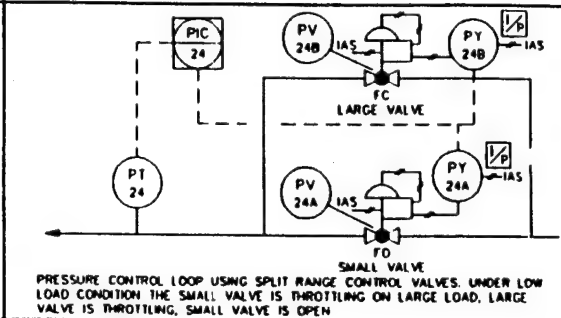 PIC
24
PV
24B
IAS
PY
24B
I/P
IAS
FC
LARGE VALVE
PT
24
PV
24A
IAS
PY
24A
I/P
IAS
FO
SMALL VALVE
PRESSURE CONTROL LOOP USING SPLIT RANGE CONTROL VALVES. UNDER LOW
LOAD CONDITION THE SMALL VALVE IS THROTTLING ON LARGE LOAD, LARGE
VALVE IS THROTTLING, SMALL VALVE IS OPEN